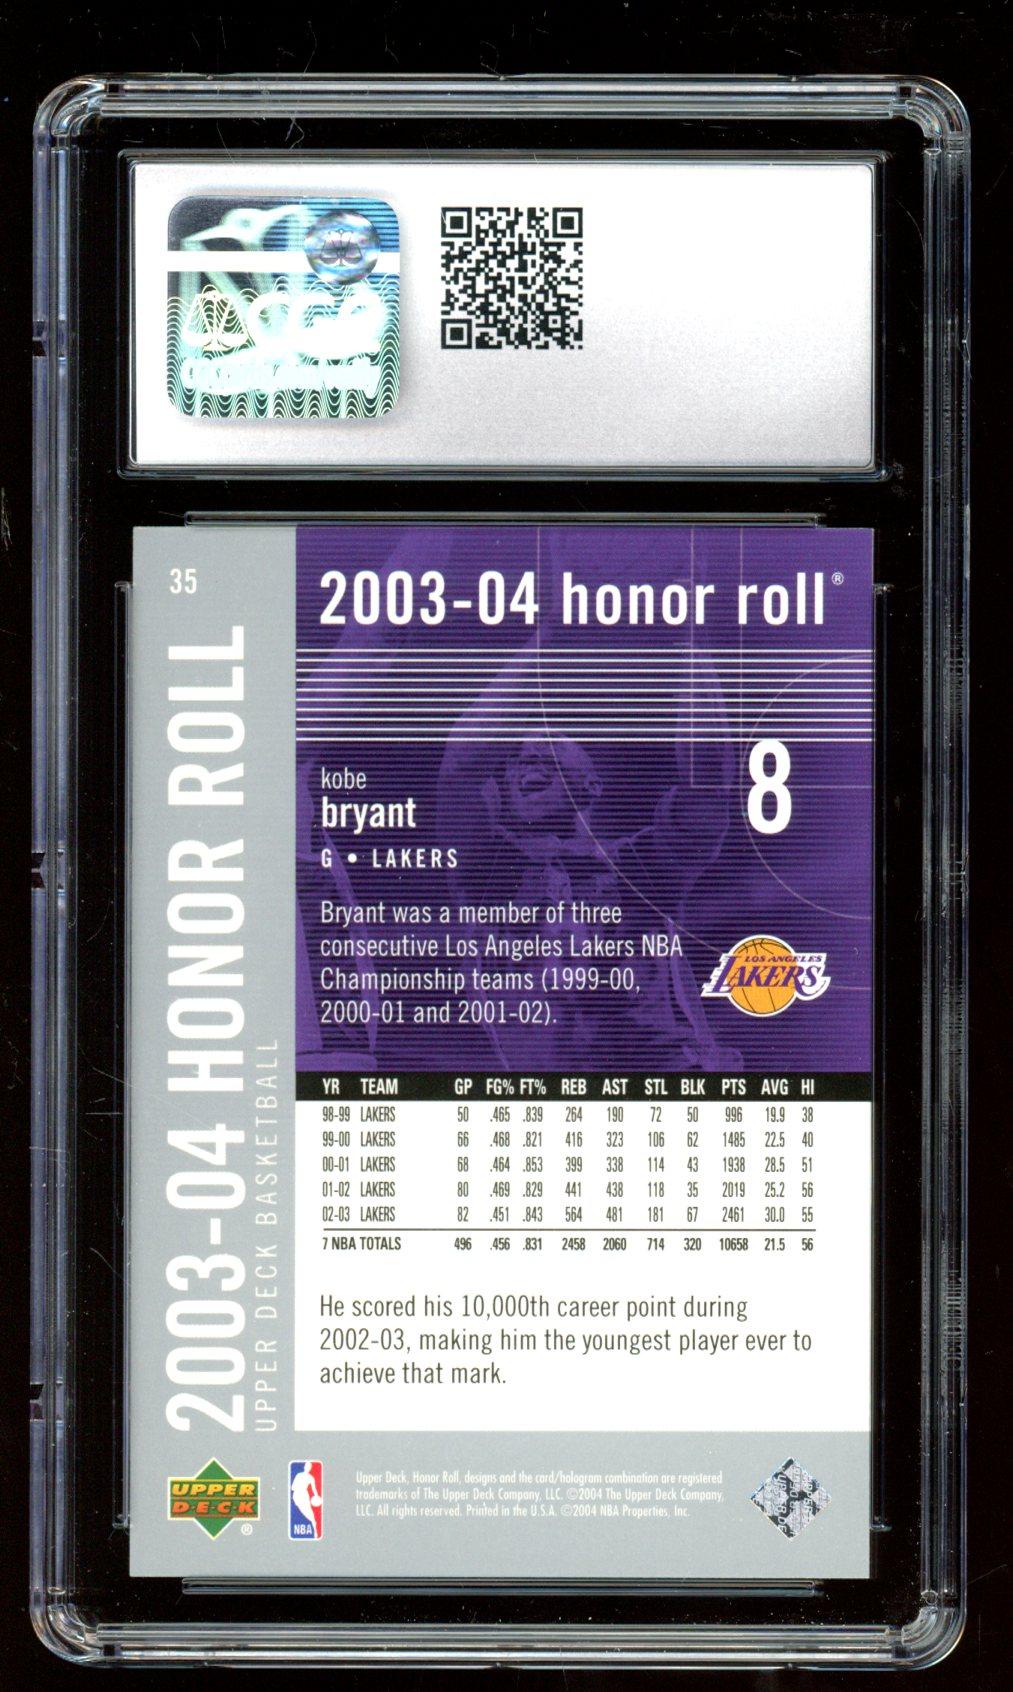 35
2003-04 honor roll®
8
kobe
bryant
G • LAKERS
Bryant was a member of three
consecutive Los Angeles Lakers NBA
Championship teams (1999-00,
2000-01 and 2001-02).
LOS ANGELES
LAKERS
YR TEAM GP FG% FT% REB AST STL BLK PTS AVG HI
98-99 LAKERS 50 .465 .839 264 190 72 50 996 19.9 38
99-00 LAKERS 66 .468 .821 416 323 106 62 1485 22.5 40
00-01 LAKERS 68 .464 .853 399 338 114 43 1938 28.5 51
01-02 LAKERS 80 .469 .829 441 438 118 35 2019 25.2 56
02-03 LAKERS 82 .451 .843 564 481 181 67 2461 30.0 55
7 NBA TOTALS 496 .456 .831 2458 2060 714 320 10658 21.5 56
He scored his 10,000th career point during
2002-03, making him the youngest player ever to
achieve that mark.
2003-04 HONOR ROLL
UPPER DECK BASKETBALL
UPPER
DECK
®
NBA
Upper Deck, Honor Roll, designs and the card/hologram combination are registered
trademarks of The Upper Deck Company, LLC. ©2004 The Upper Deck Company,
LLC. All rights reserved. Printed in the U.S.A. ©2004 NBA Properties, Inc.